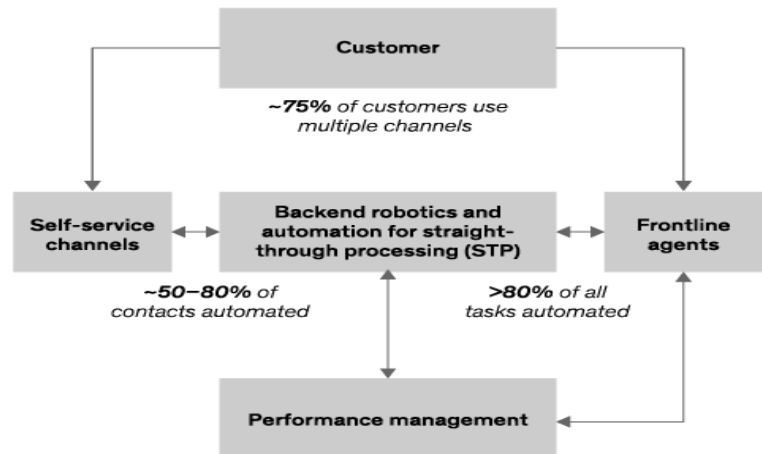 Customer
~75% of customers use
multiple channels
Self-service
channels
Backend robotics and
automation for straight-
through processing (STP)
Frontline
agents
~50–80% of
contacts automated
>80% of all
tasks automated
Performance management